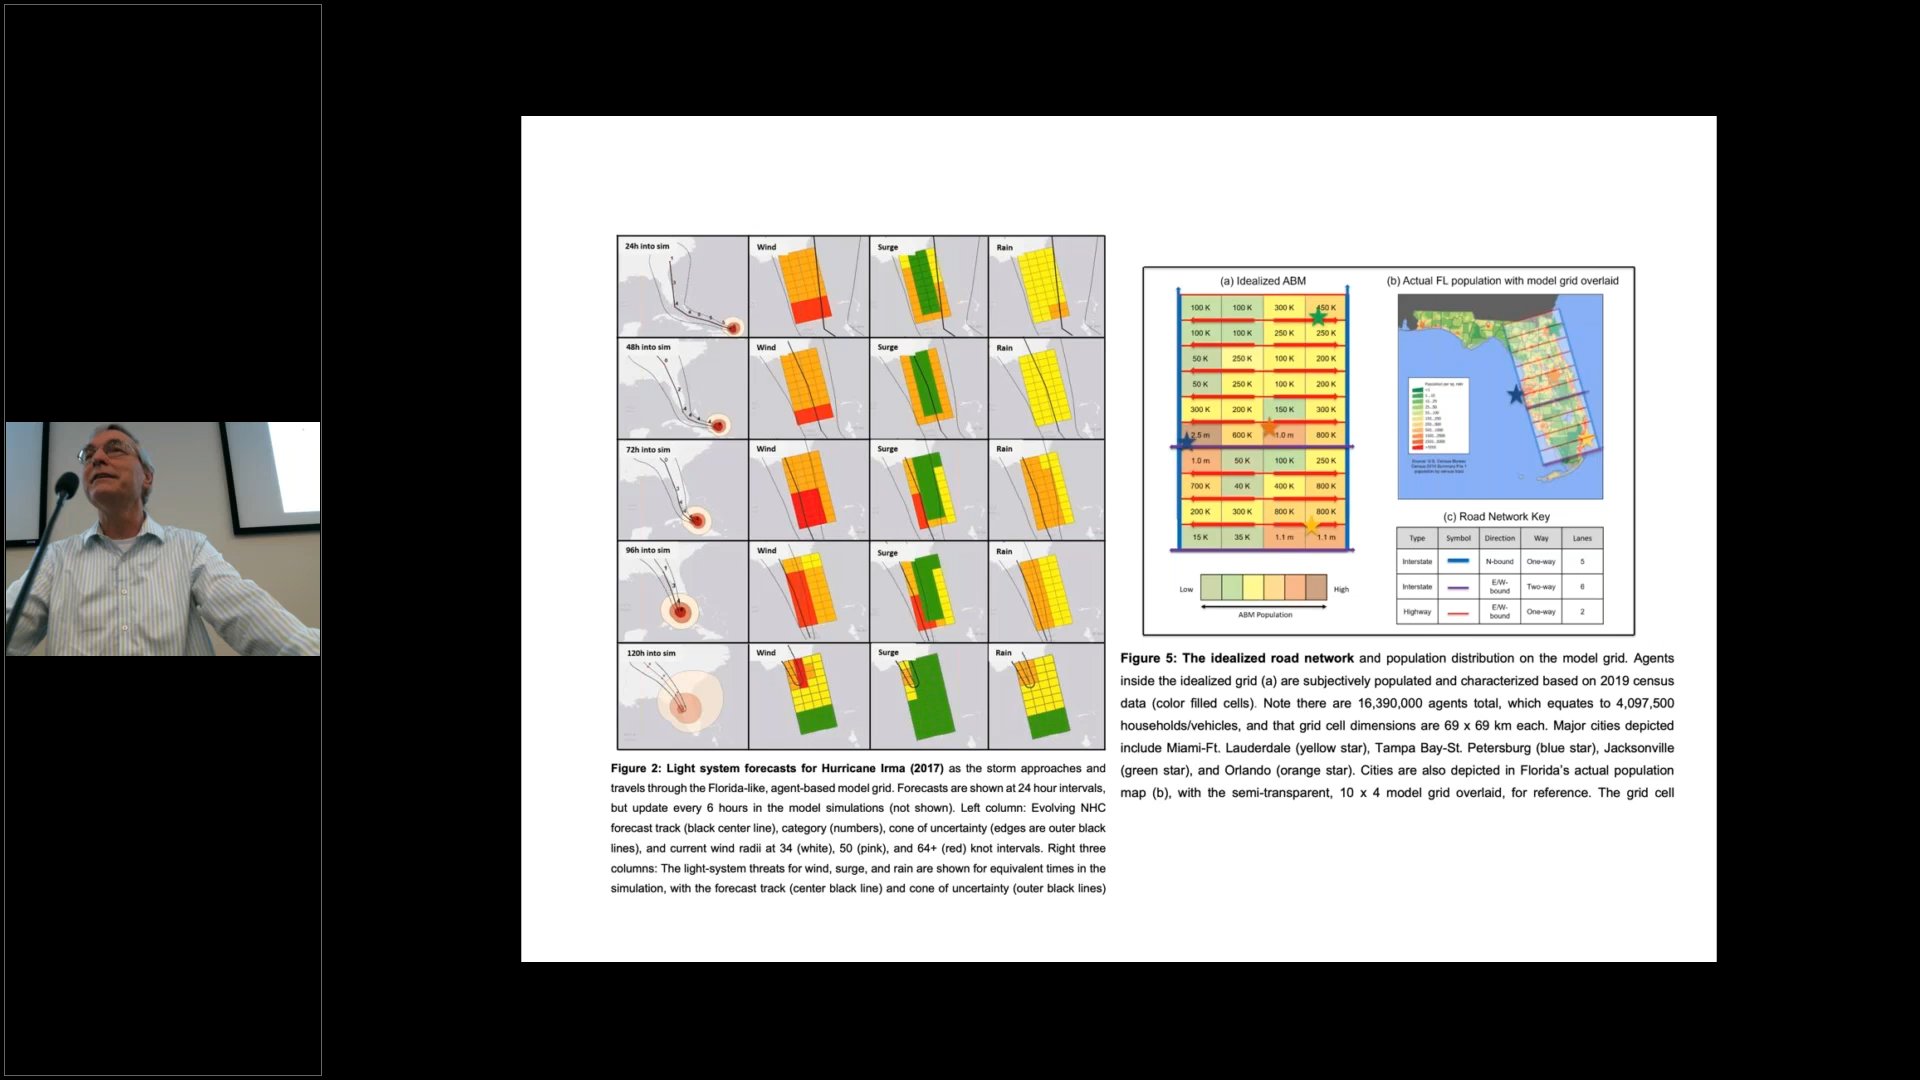 24h into sim
Wind
Surge
Rain
48h into sim
Wind
Surge
Rain
72h into sim
Wind
Surge
Rain
96h into sim
Wind
Surge
Rain
120h into sim
Wind
Surge
Rain
Figure 2: Light system forecasts for Hurricane Irma (2017) as the storm approaches and
travels through the Florida-like, agent-based model grid. Forecasts are shown at 24 hour intervals,
but update every 6 hours in the model simulations (not shown). Left column: Evolving NHC
forecast track (black center line), category (numbers), cone of uncertainty (edges are outer black
lines), and current wind radii at 34 (white), 50 (pink), and 64+ (red) knot intervals. Right three
columns: The light-system threats for wind, surge, and rain are shown for equivalent times in the
simulation, with the forecast track (center black line) and cone of uncertainty (outer black lines)
(a) Idealized ABM
100 K 100 K 300 K 450 K
100 K 100 K 250 K 250 K
50 K 250 K 100 K 200 K
50 K 250 K 100 K 200 K
300 K 200 K 150 K 300 K
2.5 m 600 K 1.0 m 800 K
1.0 m 50 K 100 K 250 K
700 K 40 K 400 K 800 K
200 K 300 K 800 K 800 K
15 K 35 K 1.1 m 1.1 m
Low High
ABM Population
(b) Actual FL population with model grid overlaid
(c) Road Network Key
Type Symbol Direction Way Lanes
Interstate N-bound One-way 5
Interstate E/W-bound Two-way 6
Highway E/W-bound One-way 2
Figure 5: The idealized road network and population distribution on the model grid. Agents
inside the idealized grid (a) are subjectively populated and characterized based on 2019 census
data (color filled cells). Note there are 16,390,000 agents total, which equates to 4,097,500
households/vehicles, and that grid cell dimensions are 69 x 69 km each. Major cities depicted
include Miami-Ft. Lauderdale (yellow star), Tampa Bay-St. Petersburg (blue star), Jacksonville
(green star), and Orlando (orange star). Cities are also depicted in Florida's actual population
map (b), with the semi-transparent, 10 x 4 model grid overlaid, for reference. The grid cell